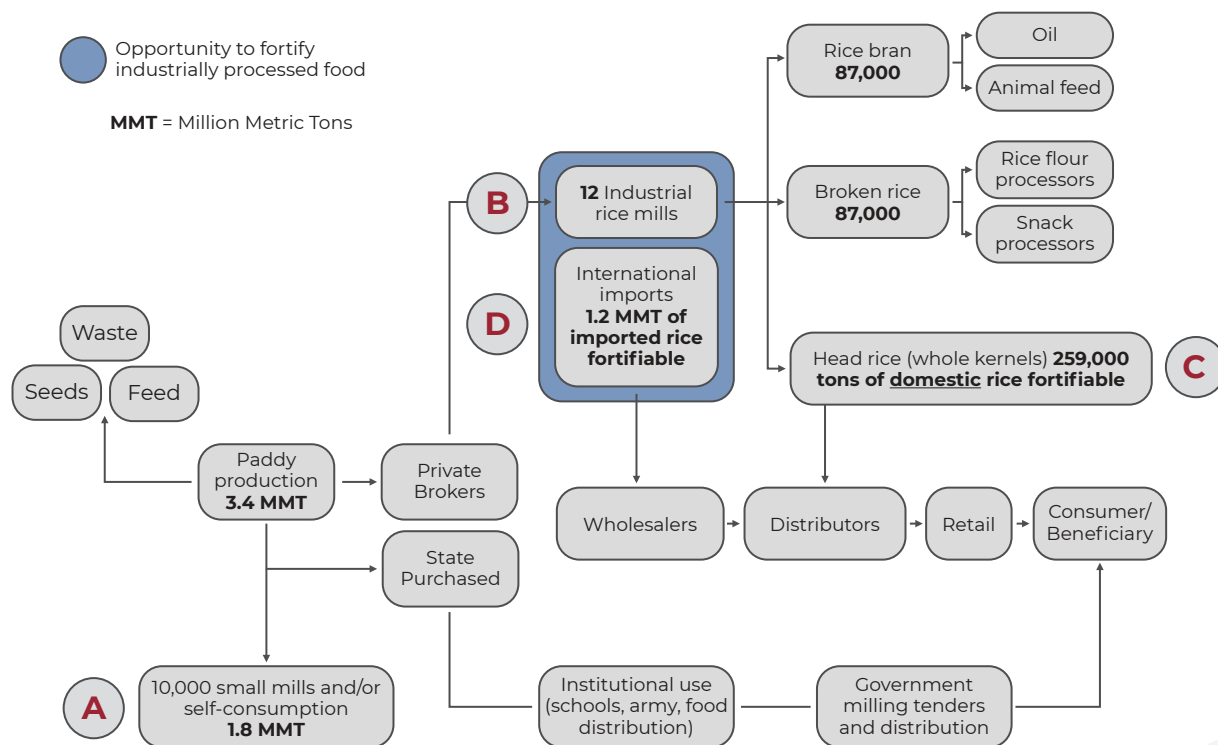 Opportunity to fortify
industrially processed food
MMT = Million Metric Tons
Rice bran
87,000
Oil
Animal feed
B
12 Industrial
rice mills
Broken rice
87,000
Rice flour
processors
Snack
processors
D
International
imports
1.2 MMT of
imported rice
fortifiable
Head rice (whole kernels) 259,000
tons of domestic rice fortifiable
C
Waste
Seeds
Feed
Paddy
production
3.4 MMT
Private
Brokers
Wholesalers
Distributors
Retail
Consumer/
Beneficiary
State
Purchased
A
10,000 small mills and/or
self-consumption
1.8 MMT
Institutional use
(schools, army, food
distribution)
Government
milling tenders
and distribution